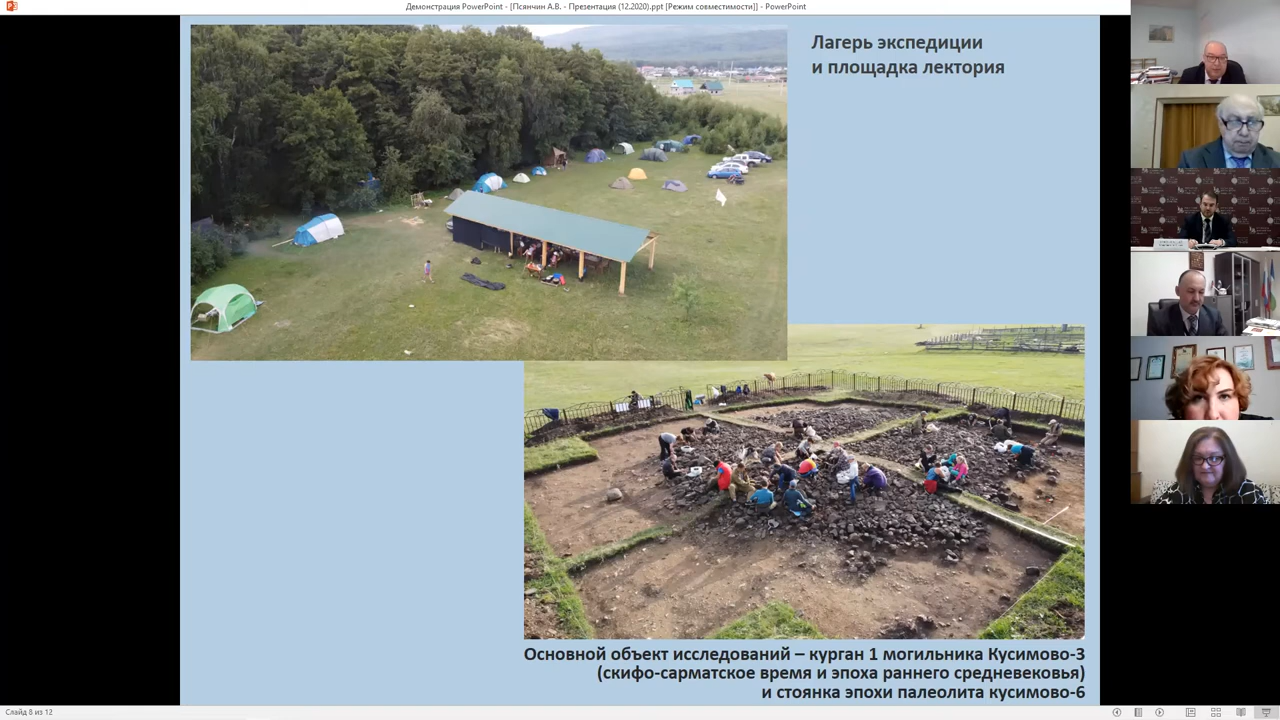 Демонстрация PowerPoint - [Псянчин А.В. - Презентация (12.2020).ppt [Режим совместимости]] - PowerPoint
Лагерь экспедиции
и площадка лектория
Основной объект исследований – курган 1 могильника Кусимово-3
(скифо-сарматское время и эпоха раннего средневековья)
и стоянка эпохи палеолита кусимово-6
Слайд 8 из 12